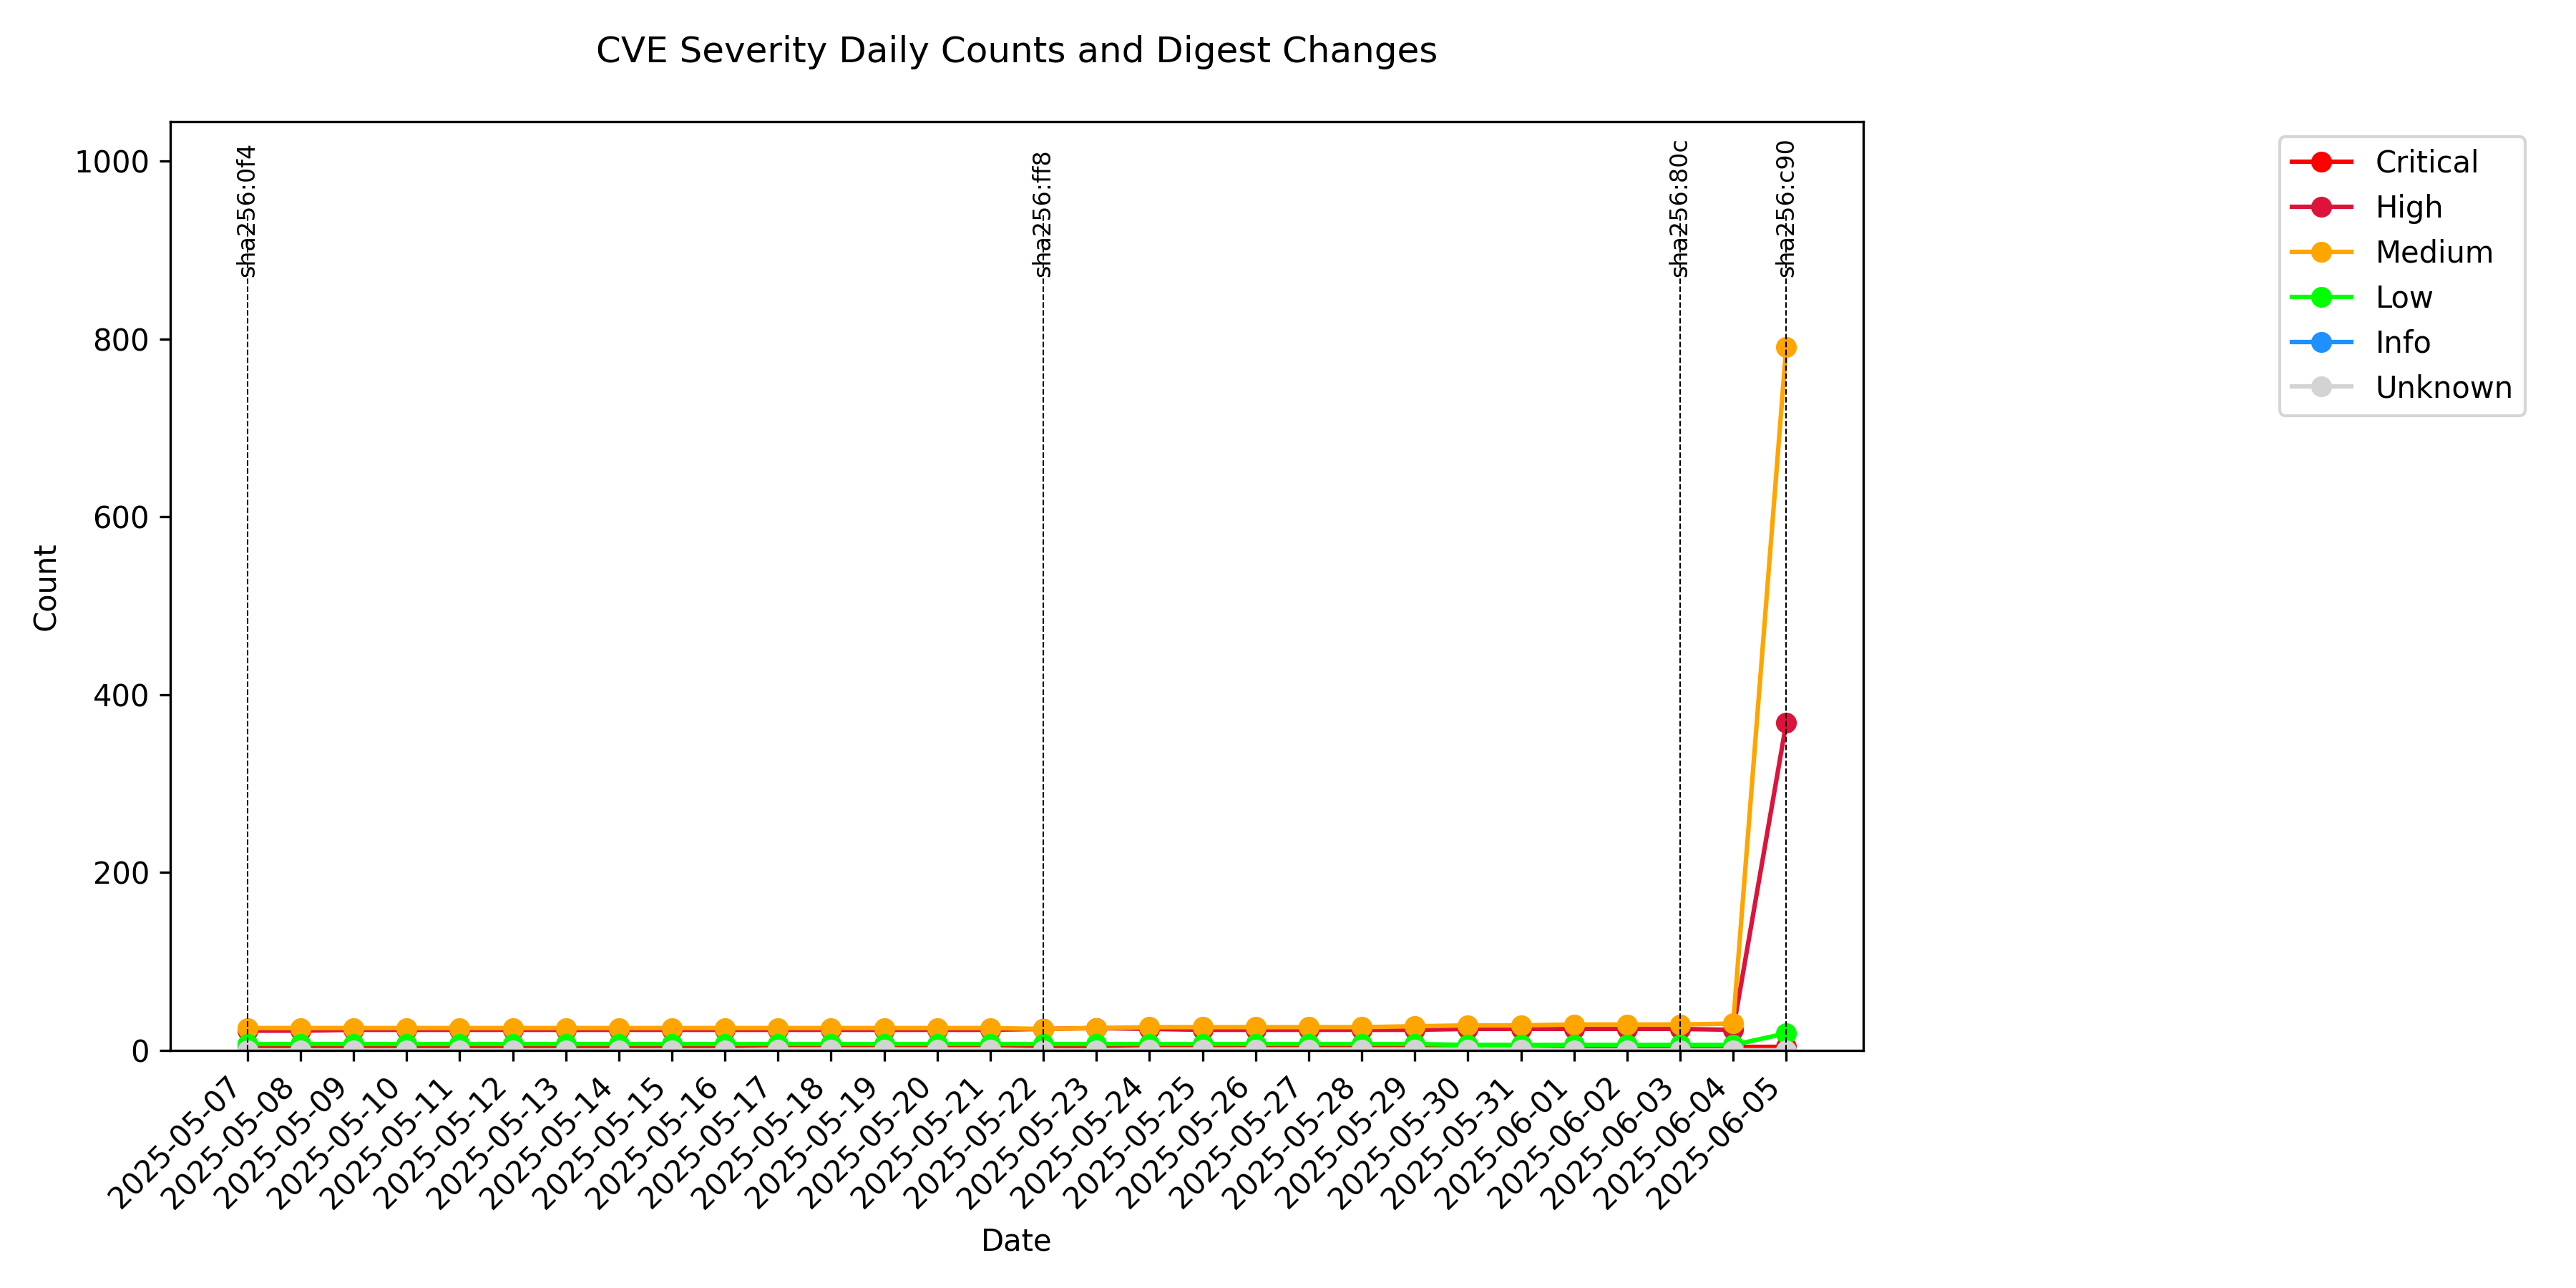 CVE Severity Daily Counts and Digest Changes
1000
800
600
400
200
0
Count
sha256:0f4
sha256:ff8
sha256:80c
sha256:c90
Critical
High
Medium
Low
Info
Unknown
2025-05-07
2025-05-08
2025-05-09
2025-05-10
2025-05-11
2025-05-12
2025-05-13
2025-05-14
2025-05-15
2025-05-16
2025-05-17
2025-05-18
2025-05-19
2025-05-20
2025-05-21
2025-05-22
2025-05-23
2025-05-24
2025-05-25
2025-05-26
2025-05-27
2025-05-28
2025-05-29
2025-05-30
2025-05-31
2025-06-01
2025-06-02
2025-06-03
2025-06-04
2025-06-05
Date